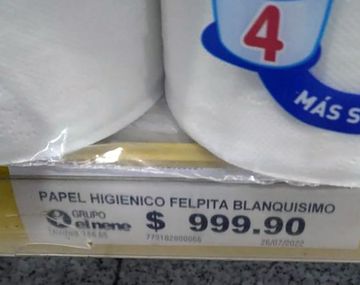 4
MÁS S
PAPEL HIGIENICO FELPITA BLANQUISIMO
GRUPO
el nene
$ 999.90
26/07/2022